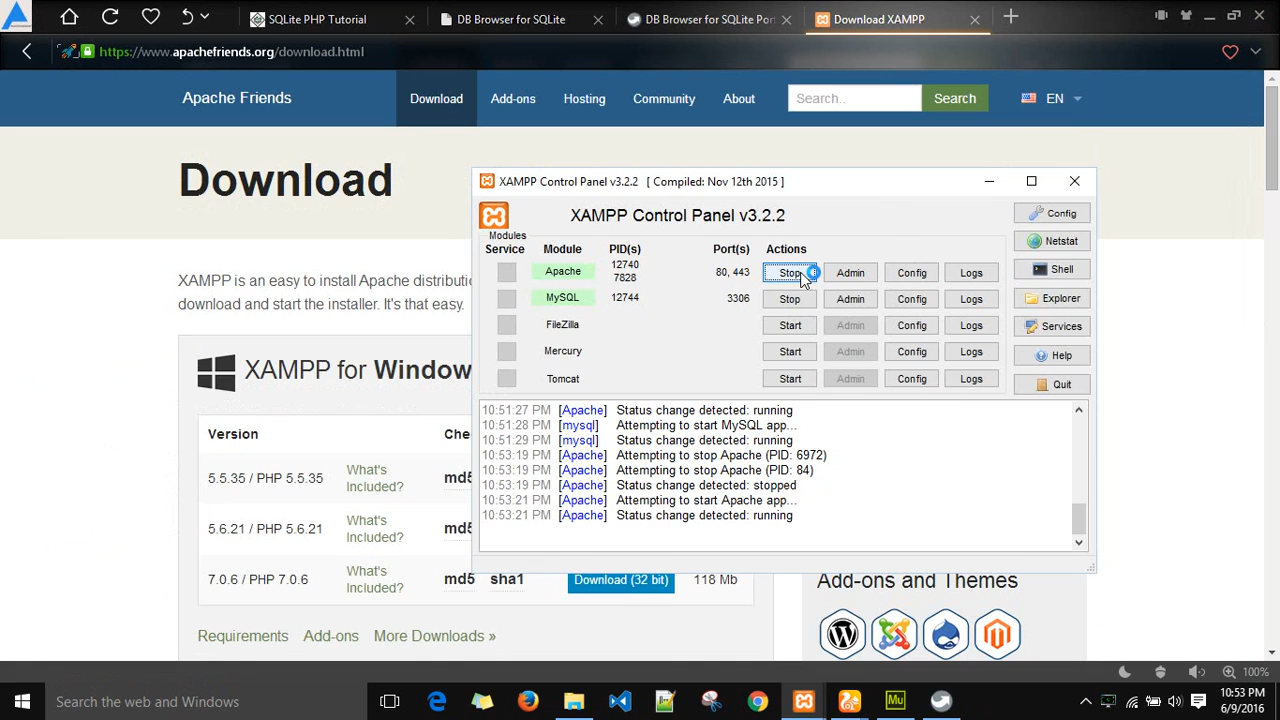 SQLite PHP Tutorial
DB Browser for SQLite
DB Browser for SQLite Port
Download XAMPP
https://www.apachefriends.org/download.html
Apache Friends
Download
Add-ons
Hosting
Community
About
Search..
Search
EN
Download
XAMPP is an easy to install Apache distribution
download and start the installer. It's that easy.
XAMPP for Window
Version
Che
5.5.35 / PHP 5.5.35
What's
Included?
md5
5.6.21 / PHP 5.6.21
What's
Included?
md5
7.0.6 / PHP 7.0.6
What's
Included?
md5
sha1
Download (32 bit)
118 Mb
Requirements
Add-ons
More Downloads »
Add-ons and Themes
XAMPP Control Panel v3.2.2 [ Compiled: Nov 12th 2015 ]
XAMPP Control Panel v3.2.2
Modules
Service
Module
PID(s)
Port(s)
Actions
Apache
12740
7828
80, 443
Stop
Admin
Config
Logs
MySQL
12744
3306
Stop
Admin
Config
Logs
FileZilla
Start
Admin
Config
Logs
Mercury
Start
Admin
Config
Logs
Tomcat
Start
Admin
Config
Logs
Config
Netstat
Shell
Explorer
Services
Help
Quit
10:51:27 PM [Apache] Status change detected: running
10:51:28 PM [mysql] Attempting to start MySQL app...
10:51:29 PM [mysql] Status change detected: running
10:53:19 PM [Apache] Attempting to stop Apache (PID: 6972)
10:53:19 PM [Apache] Attempting to stop Apache (PID: 84)
10:53:19 PM [Apache] Status change detected: stopped
10:53:21 PM [Apache] Attempting to start Apache app...
10:53:21 PM [Apache] Status change detected: running
100%
Search the web and Windows
Mu
10:53 PM
6/9/2016